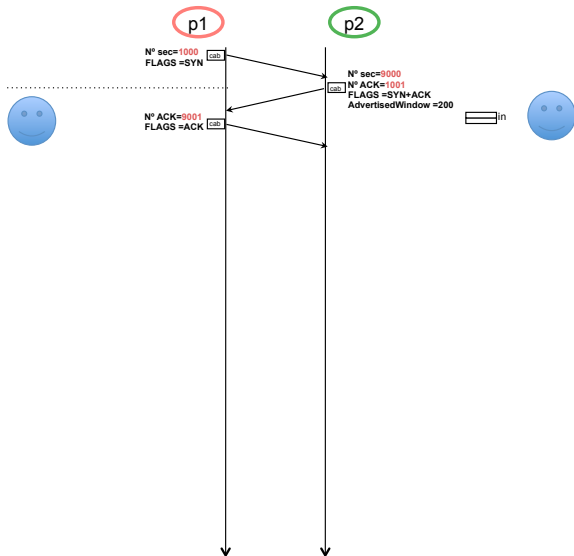 p1
p2
Nº sec=1000
FLAGS =SYN
cab
Nº sec=9000
Nº ACK=1001
FLAGS =SYN+ACK
AdvertisedWindow =200
cab
Nº ACK=9001
FLAGS =ACK
cab
in